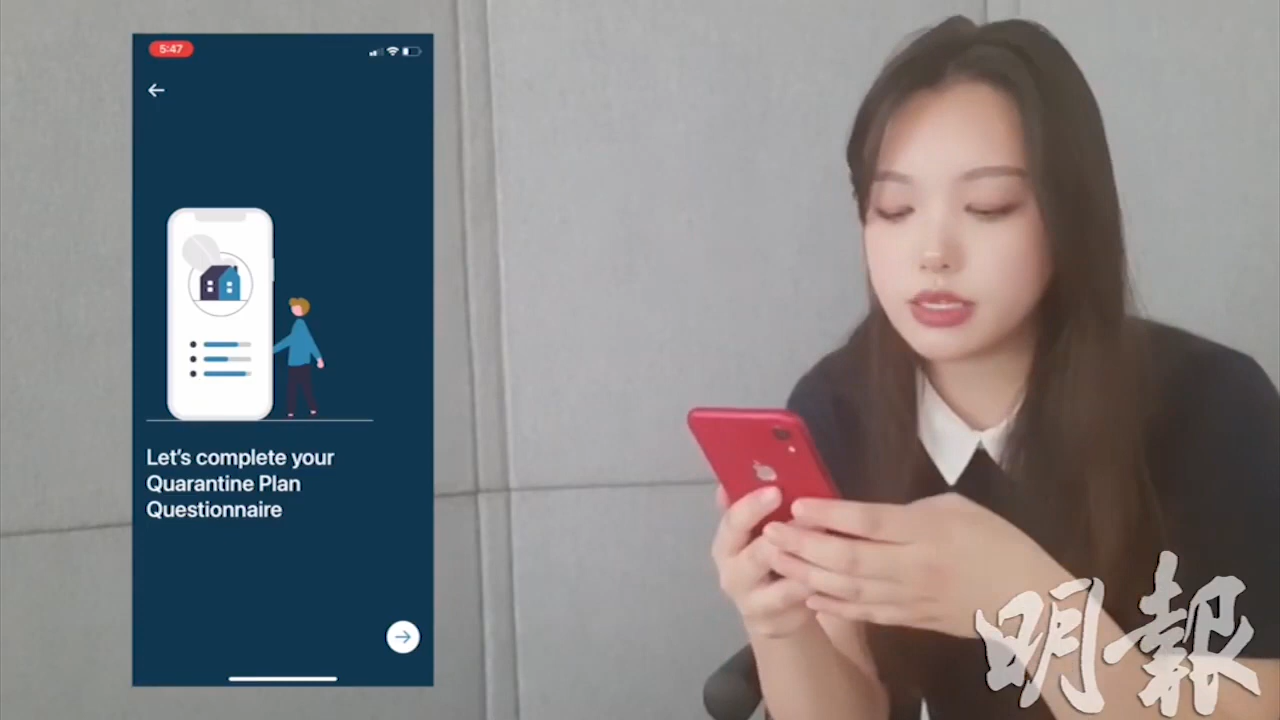 5:47
Let's complete your
Quarantine Plan
Questionnaire
明報